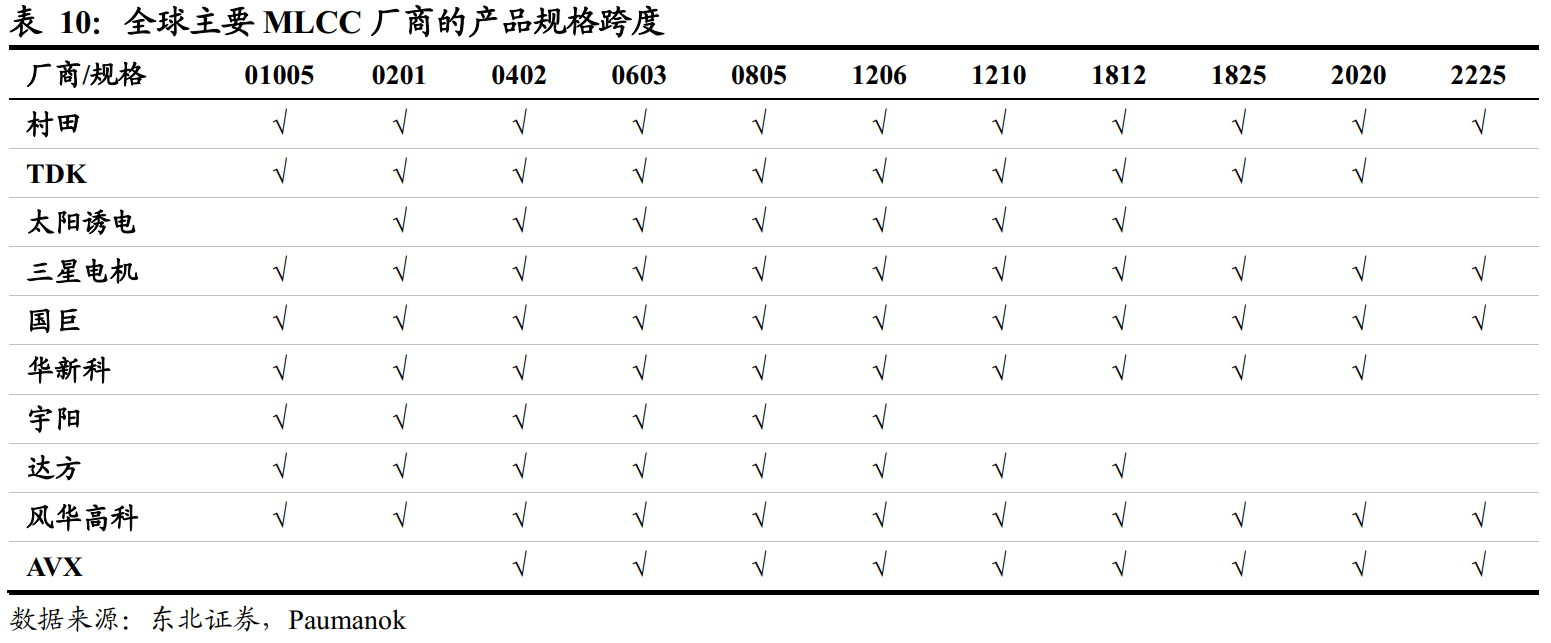 表 10：全球主要 MLCC 厂商的产品规格跨度
厂商/规格 01005 0201 0402 0603 0805 1206 1210 1812 1825 2020 2225
村田 √ √ √ √ √ √ √ √ √ √ √
TDK √ √ √ √ √ √ √ √ √ √
太阳诱电 √ √ √ √ √ √ √
三星电机 √ √ √ √ √ √ √ √ √ √ √
国巨 √ √ √ √ √ √ √ √ √ √ √
华新科 √ √ √ √ √ √ √ √ √ √
宇阳 √ √ √ √ √ √
达方 √ √ √ √ √ √ √ √
风华高科 √ √ √ √ √ √ √ √ √ √ √
AVX √ √ √ √ √ √ √ √ √
数据来源：东北证券，Paumanok